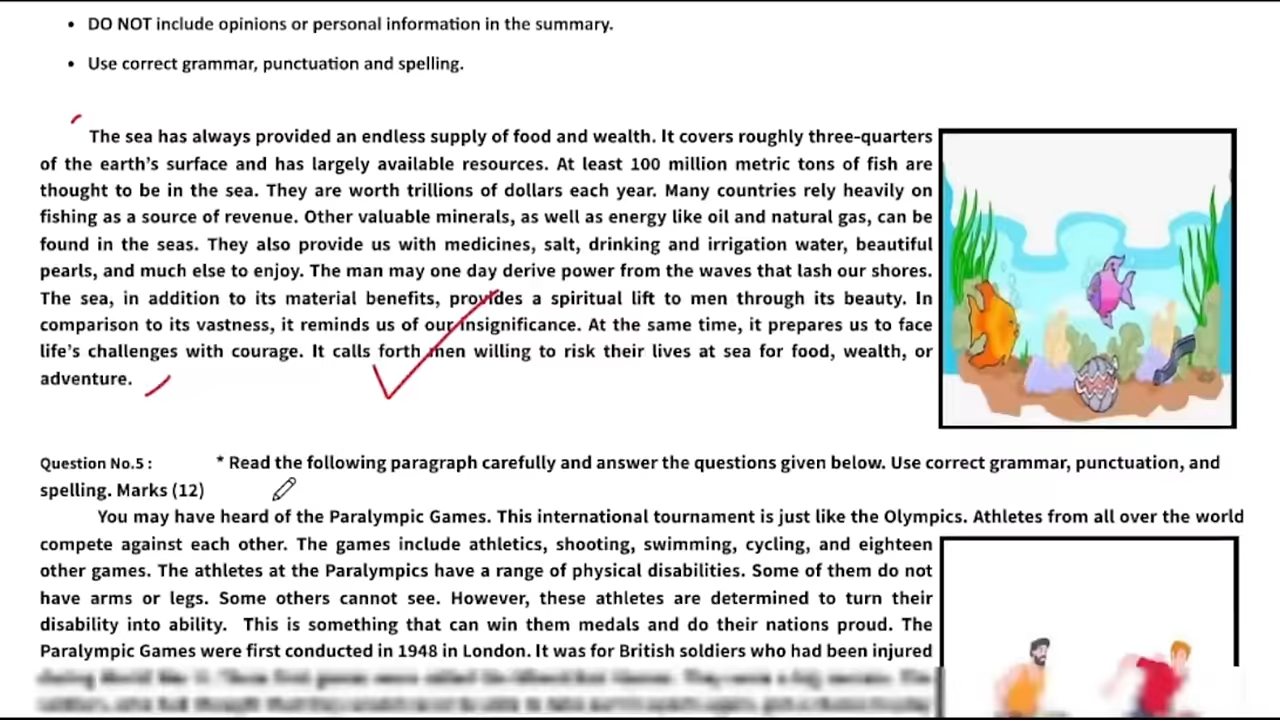 • DO NOT include opinions or personal information in the summary.
• Use correct grammar, punctuation and spelling.
The sea has always provided an endless supply of food and wealth. It covers roughly three-quarters
of the earth’s surface and has largely available resources. At least 100 million metric tons of fish are
thought to be in the sea. They are worth trillions of dollars each year. Many countries rely heavily on
fishing as a source of revenue. Other valuable minerals, as well as energy like oil and natural gas, can be
found in the seas. They also provide us with medicines, salt, drinking and irrigation water, beautiful
pearls, and much else to enjoy. The man may one day derive power from the waves that lash our shores.
The sea, in addition to its material benefits, provides a spiritual lift to men through its beauty. In
comparison to its vastness, it reminds us of our insignificance. At the same time, it prepares us to face
life’s challenges with courage. It calls forth men willing to risk their lives at sea for food, wealth, or
adventure.
Question No.5 : * Read the following paragraph carefully and answer the questions given below. Use correct grammar, punctuation, and
spelling. Marks (12)
You may have heard of the Paralympic Games. This international tournament is just like the Olympics. Athletes from all over the world
compete against each other. The games include athletics, shooting, swimming, cycling, and eighteen
other games. The athletes at the Paralympics have a range of physical disabilities. Some of them do not
have arms or legs. Some others cannot see. However, these athletes are determined to turn their
disability into ability. This is something that can win them medals and do their nations proud. The
Paralympic Games were first conducted in 1948 in London. It was for British soldiers who had been injured